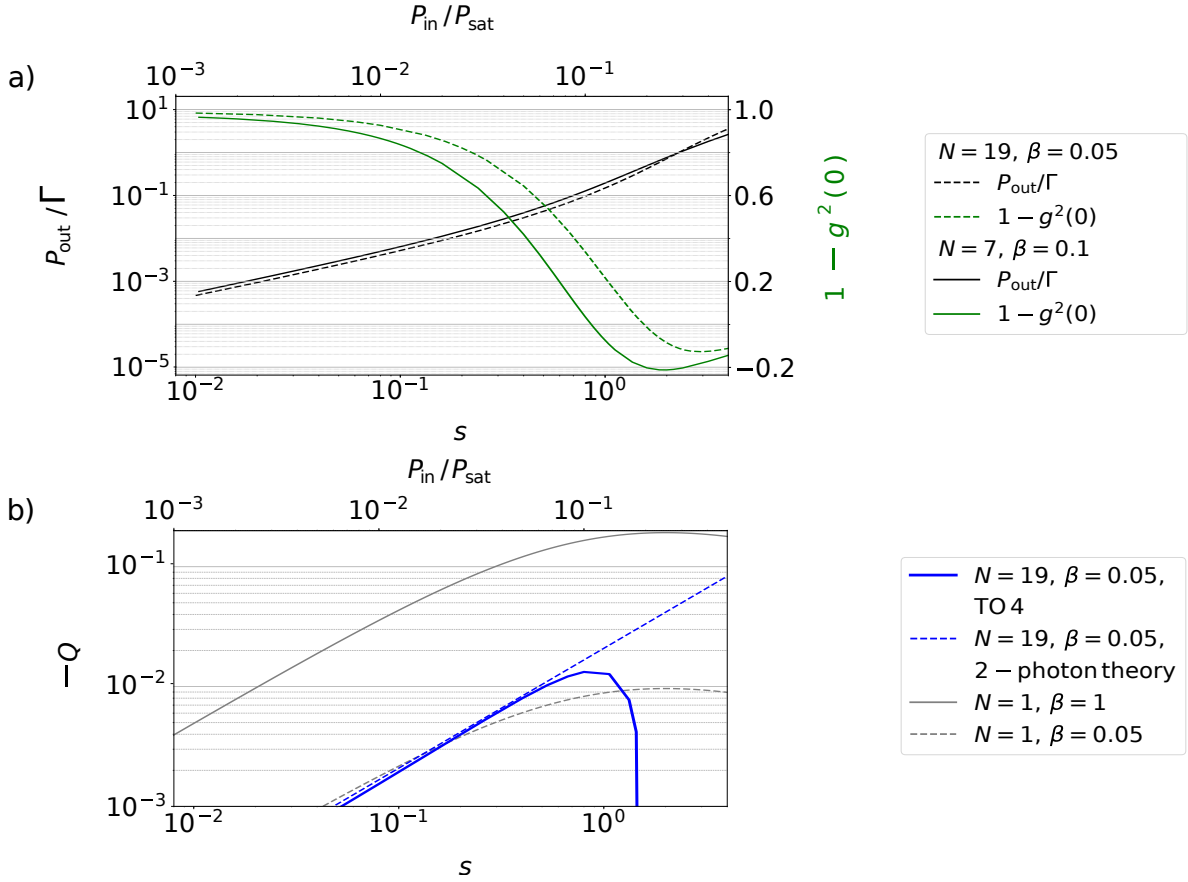 P_in/P_sat
a)
10^-3 10^-2 10^-1
10^1 1.0
10^-1 0.6
10^-3 0.2
10^-5 −0.2
P_out/Γ
1 − g^2(0)
10^-2 10^-1 10^0
s
N = 19, β = 0.05
P_out/Γ
1 − g^2(0)
N = 7, β = 0.1
P_out/Γ
1 − g^2(0)
P_in/P_sat
b)
10^-3 10^-2 10^-1
10^-1
10^-2
10^-3
−Q
10^-2 10^-1 10^0
s
N = 19, β = 0.05,
TO 4
N = 19, β = 0.05,
2 − photon theory
N = 1, β = 1
N = 1, β = 0.05